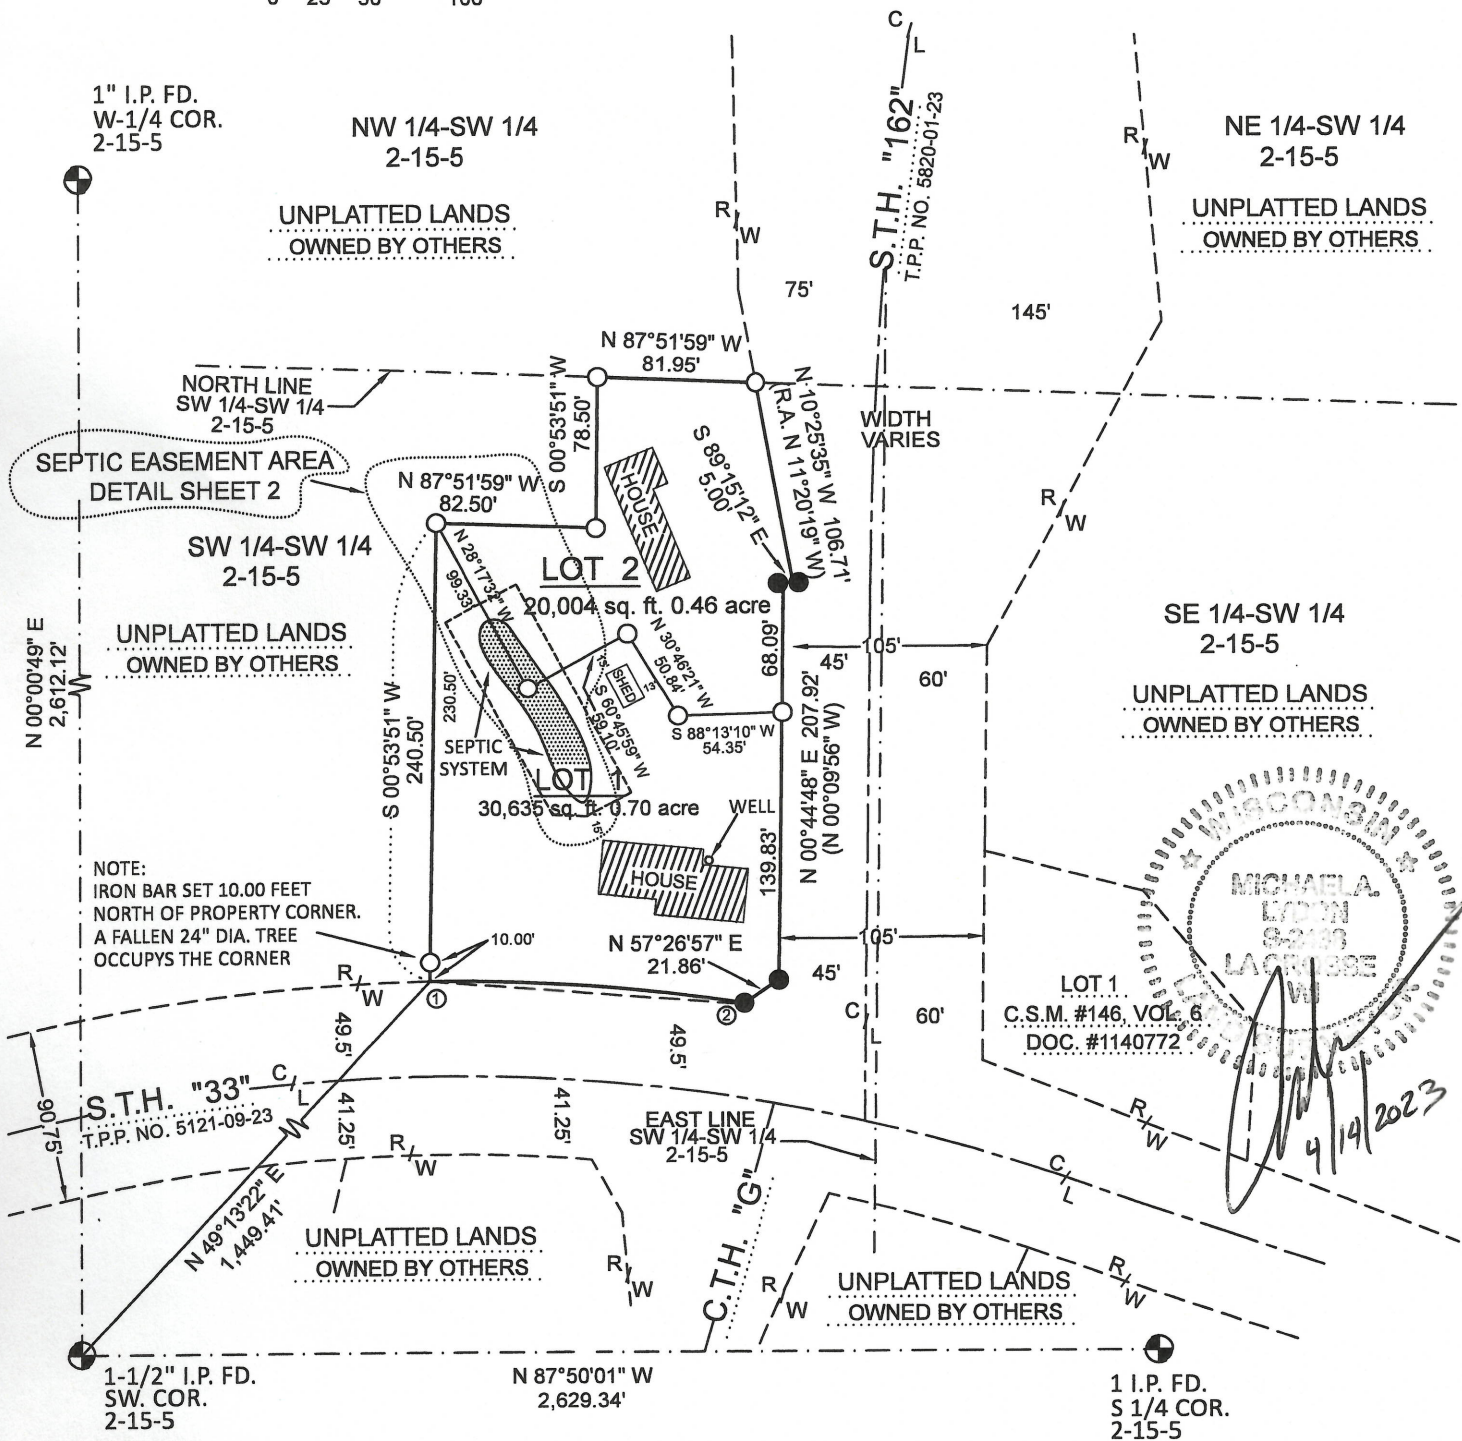 0 25 50 100
1" I.P. FD.
W-1/4 COR.
2-15-5
NW 1/4-SW 1/4
2-15-5
UNPLATTED LANDS
OWNED BY OTHERS
R/W
C/L
S.T.H. "162"
T.P.P. NO. 5820-01-23
R/W
NE 1/4-SW 1/4
2-15-5
UNPLATTED LANDS
OWNED BY OTHERS
75'
145'
N 87°51'59" W
81.95'
NORTH LINE
SW 1/4-SW 1/4
2-15-5
S 00°53'51" W
78.50'
N 10°25'35" W 106.71'
(R.A. N 11°20'19" W)
WIDTH
VARIES
S 89°15'12" E
5.00'
SEPTIC EASEMENT AREA
DETAIL SHEET 2
N 87°51'59" W
82.50'
HOUSE
R/W
SW 1/4-SW 1/4
2-15-5
N 28°17'32" W
99.33'
LOT 2
20,004 sq. ft. 0.46 acre
UNPLATTED LANDS
OWNED BY OTHERS
N 00°00'49" E
2,612.12'
SE 1/4-SW 1/4
2-15-5
UNPLATTED LANDS
OWNED BY OTHERS
68.09'
105'
45'
60'
N 30°46'21" W
50.84'
15'
SHED
13'
S 60°45'59" W
59.10'
S 88°13'10" W
54.35'
N 00°44'48" E 207.92'
(N 00°09'56" W)
S 00°53'51" W
240.50'
230.50'
SEPTIC
SYSTEM
LOT 1
30,635 sq. ft. 0.70 acre
15'
WELL
HOUSE
139.83'
NOTE:
IRON BAR SET 10.00 FEET
NORTH OF PROPERTY CORNER.
A FALLEN 24" DIA. TREE
OCCUPYS THE CORNER
10.00'
N 57°26'57" E
21.86'
105'
45'
60'
WISCONSIN
MICHAEL A.
LYDON
LA CROSSE
WI
4/14/2023
LOT 1
C.S.M. #146, VOL. 6
DOC. #1140772
R/W
1
2
49.5'
49.5'
C/L
90.75'
S.T.H. "33"
T.P.P. NO. 5121-09-23
C/L
41.25'
41.25'
R/W
EAST LINE
SW 1/4-SW 1/4
2-15-5
R/W
C/L
N 49°13'22" E
1,449.41'
UNPLATTED LANDS
OWNED BY OTHERS
R/W
C.T.H. "G"
R/W
UNPLATTED LANDS
OWNED BY OTHERS
R/W
1-1/2" I.P. FD.
SW. COR.
2-15-5
N 87°50'01" W
2,629.34'
1 I.P. FD.
S 1/4 COR.
2-15-5